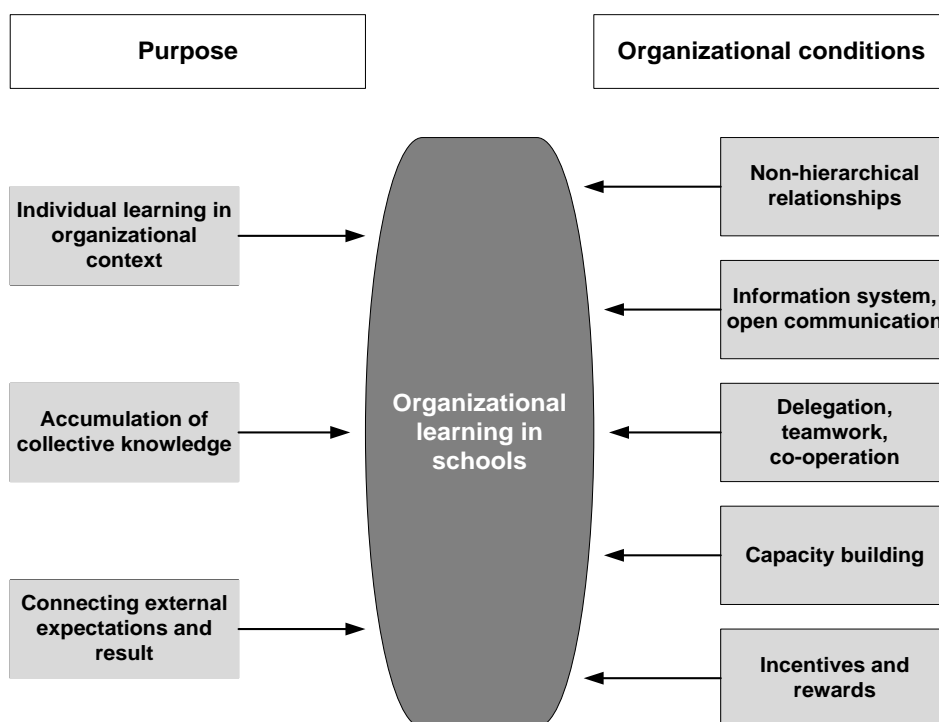 Purpose
Organizational conditions
Individual learning in
organizational
context
Accumulation of
collective knowledge
Connecting external
expectations and
result
Organizational
learning in
schools
Non-hierarchical
relationships
Information system,
open communication
Delegation,
teamwork,
co-operation
Capacity building
Incentives and
rewards